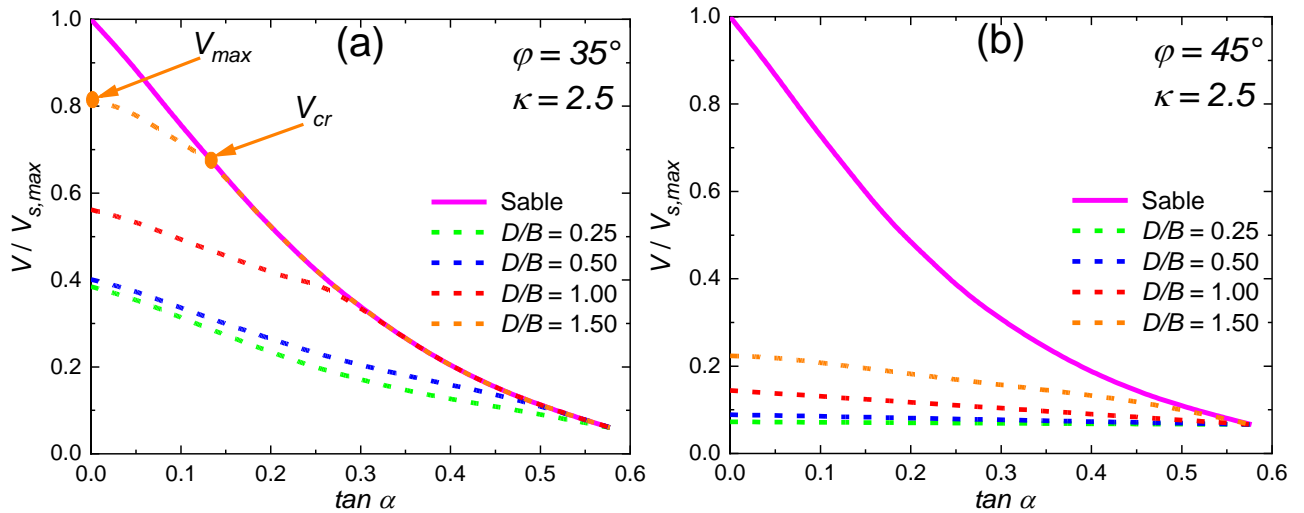 (a)
φ = 35°
κ = 2.5
V_max
V_cr
Sable
D/B = 0.25
D/B = 0.50
D/B = 1.00
D/B = 1.50
V / V_s,max
1.0
0.8
0.6
0.4
0.2
0.0
0.0 0.1 0.2 0.3 0.4 0.5 0.6
tan α
(b)
φ = 45°
κ = 2.5
Sable
D/B = 0.25
D/B = 0.50
D/B = 1.00
D/B = 1.50
V / V_s,max
1.0
0.8
0.6
0.4
0.2
0.0
0.0 0.1 0.2 0.3 0.4 0.5 0.6
tan α